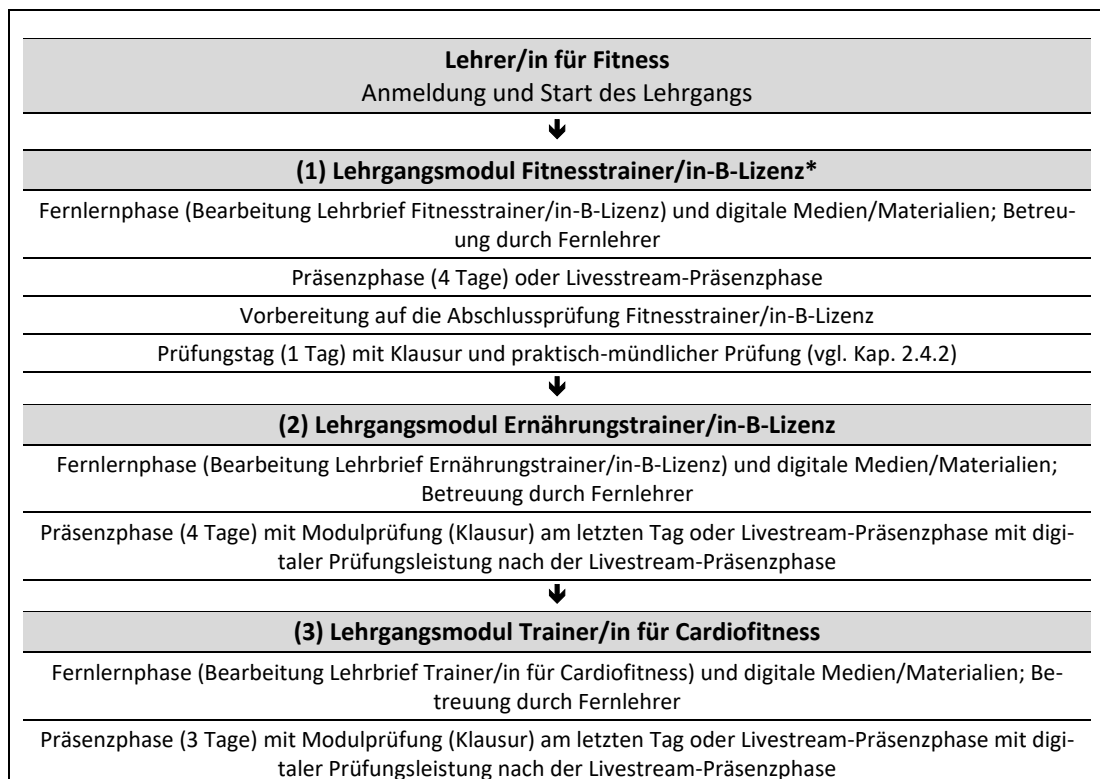 Lehrer/in für Fitness
Anmeldung und Start des Lehrgangs
🡻
(1) Lehrgangsmodul Fitnesstrainer/in-B-Lizenz*
Fernlernphase (Bearbeitung Lehrbrief Fitnesstrainer/in-B-Lizenz) und digitale Medien/Materialien; Betreu-
ung durch Fernlehrer
Präsenzphase (4 Tage) oder Livesstream-Präsenzphase
Vorbereitung auf die Abschlussprüfung Fitnesstrainer/in-B-Lizenz
Prüfungstag (1 Tag) mit Klausur und praktisch-mündlicher Prüfung (vgl. Kap. 2.4.2)
🡻
(2) Lehrgangsmodul Ernährungstrainer/in-B-Lizenz
Fernlernphase (Bearbeitung Lehrbrief Ernährungstrainer/in-B-Lizenz) und digitale Medien/Materialien;
Betreuung durch Fernlehrer
Präsenzphase (4 Tage) mit Modulprüfung (Klausur) am letzten Tag oder Livestream-Präsenzphase mit digi-
taler Prüfungsleistung nach der Livestream-Präsenzphase
🡻
(3) Lehrgangsmodul Trainer/in für Cardiofitness
Fernlernphase (Bearbeitung Lehrbrief Trainer/in für Cardiofitness) und digitale Medien/Materialien; Be-
treuung durch Fernlehrer
Präsenzphase (3 Tage) mit Modulprüfung (Klausur) am letzten Tag oder Livestream-Präsenzphase mit digi-
taler Prüfungsleistung nach der Livestream-Präsenzphase